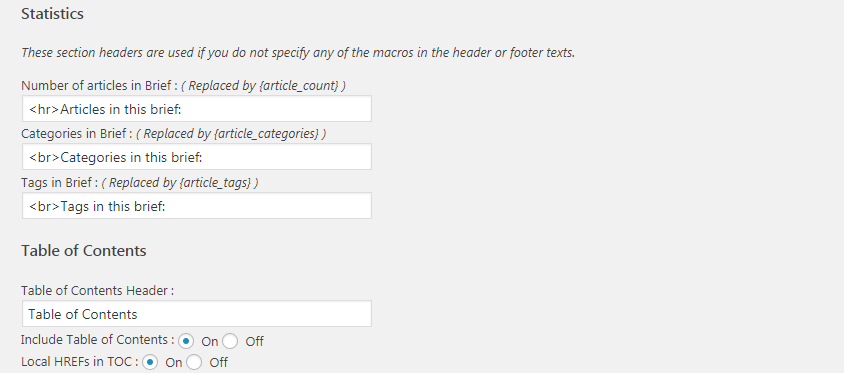 Statistics
These section headers are used if you do not specify any of the macros in the header or footer texts.
Number of articles in Brief : ( Replaced by {article_count} )
<hr>Articles in this brief:
Categories in Brief : ( Replaced by {article_categories} )
<br>Categories in this brief:
Tags in Brief : ( Replaced by {article_tags} )
<br>Tags in this brief:
Table of Contents
Table of Contents Header :
Table of Contents
Include Table of Contents : On Off
Local HREFs in TOC : On Off